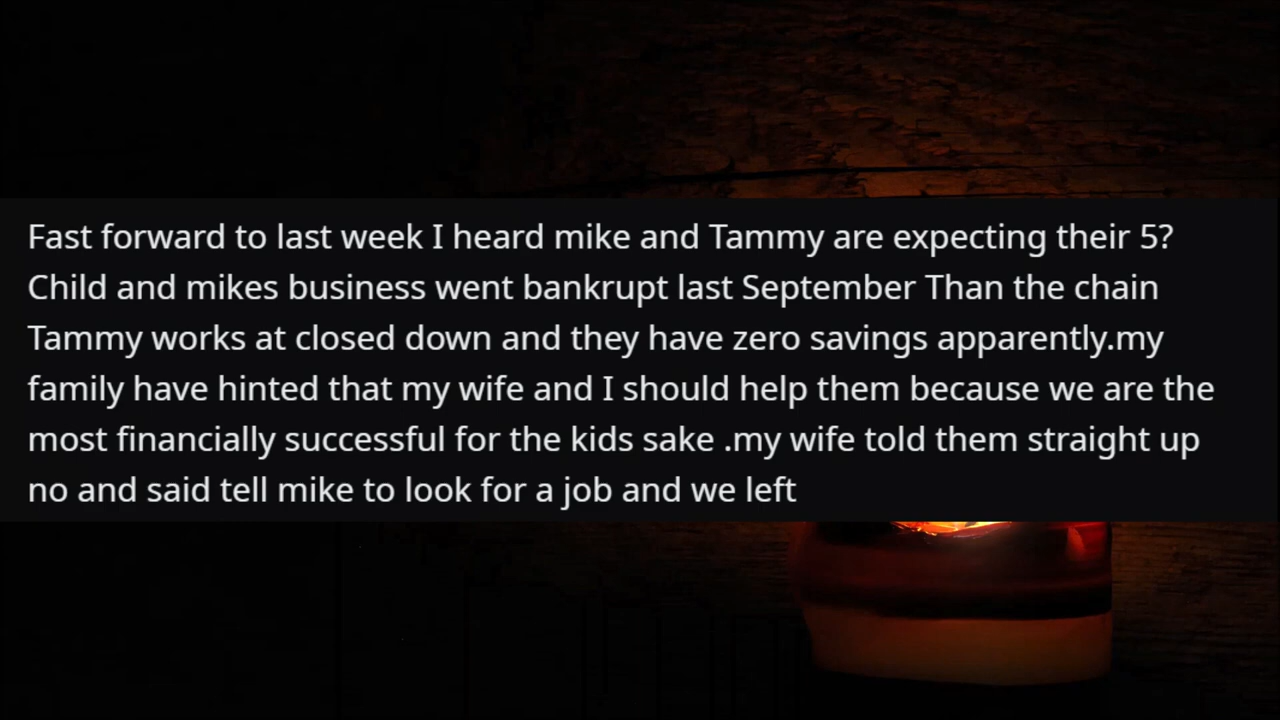 Fast forward to last week I heard mike and Tammy are expecting their 5?
Child and mikes business went bankrupt last September Than the chain
Tammy works at closed down and they have zero savings apparently.my
family have hinted that my wife and I should help them because we are the
most financially successful for the kids sake .my wife told them straight up
no and said tell mike to look for a job and we left